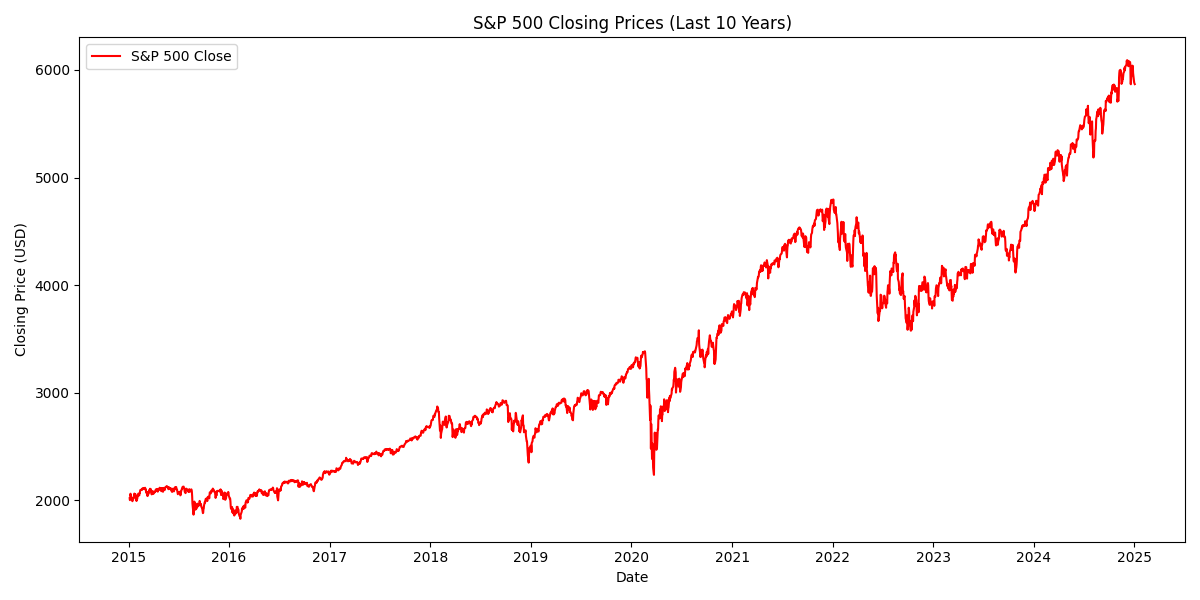 S&P 500 Closing Prices (Last 10 Years)
S&P 500 Close
6000
5000
4000
3000
2000
Closing Price (USD)
2015 2016 2017 2018 2019 2020 2021 2022 2023 2024 2025
Date